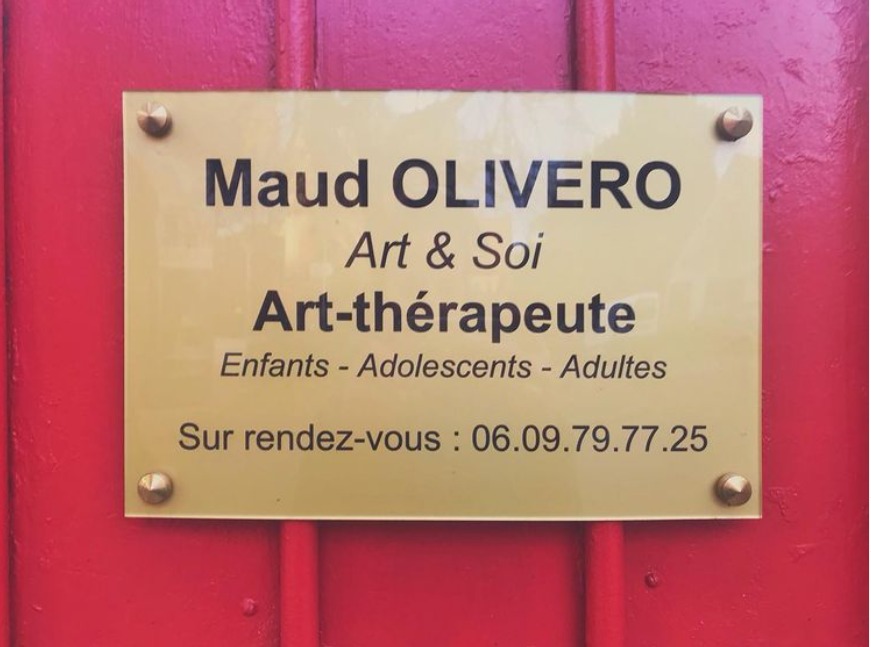 Maud OLIVERO
Art & Soi
Art-thérapeute
Enfants - Adolescents - Adultes
Sur rendez-vous : 06.09.79.77.25